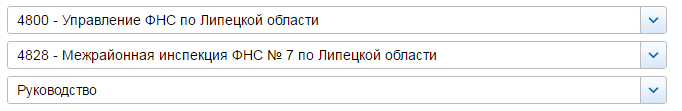 4800 - Управление ФНС по Липецкой области
4828 - Межрайонная инспекция ФНС № 7 по Липецкой области
Руководство